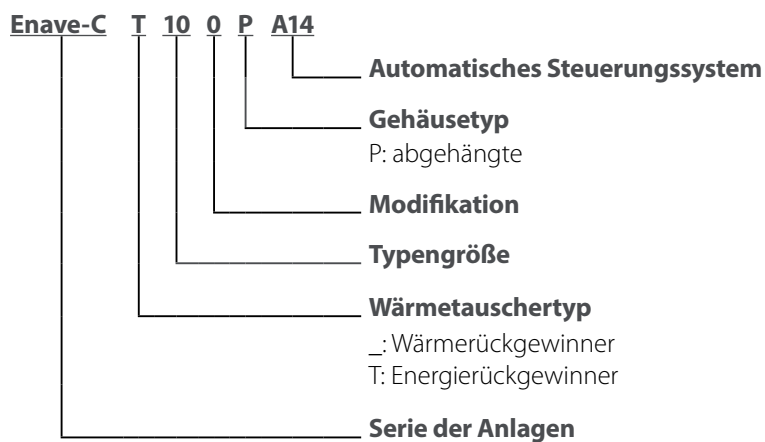 Enave-C T 10 0 P A14
Automatisches Steuerungssystem
Gehäusetyp
P: abgehängte
Modifikation
Typengröße
Wärmetauschertyp
_: Wärmerückgewinner
T: Energierückgewinner
Serie der Anlagen